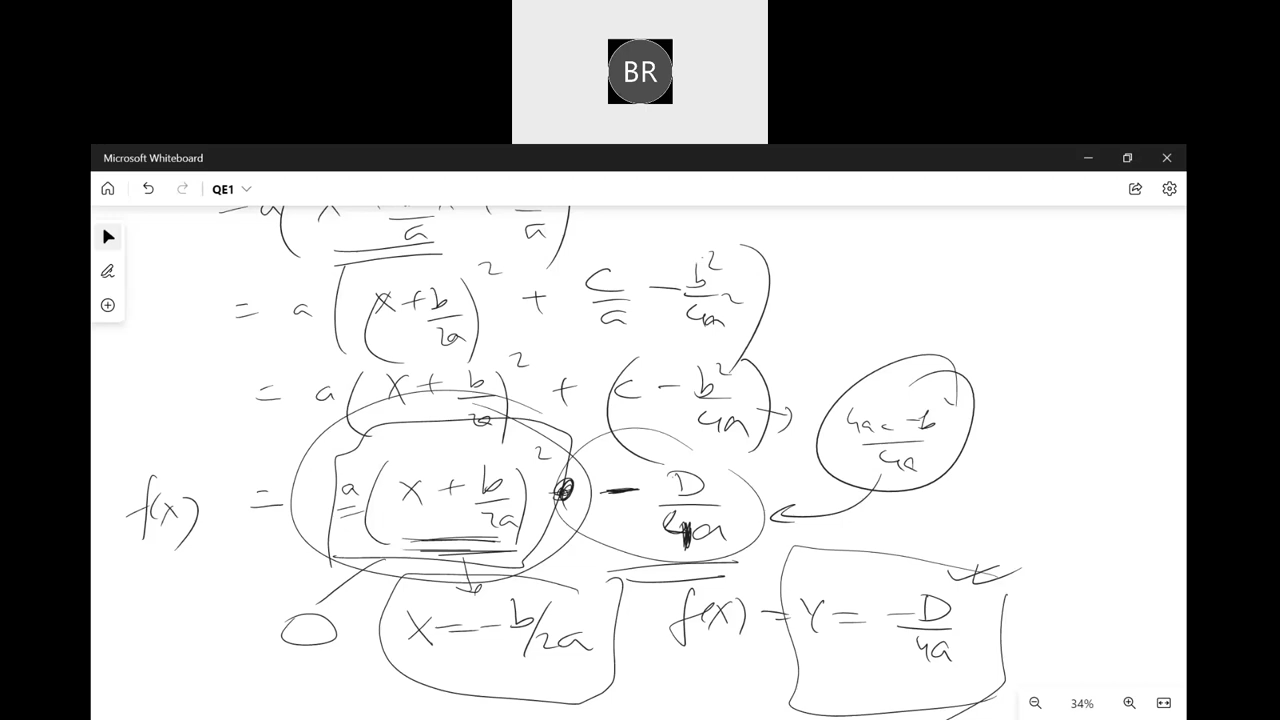 BR
Microsoft Whiteboard
QE1
= a
a a
= a ( ( x + b/2a )² + c/a − b²/4a² )
= a ( x + b/2a )² + ( c − b²/4a ) →
4ac − b / 4a
f(x) = a ( x + b/2a )² − D/4a
0
x = −b/2a
f(x) = Y = −D/4a
34%